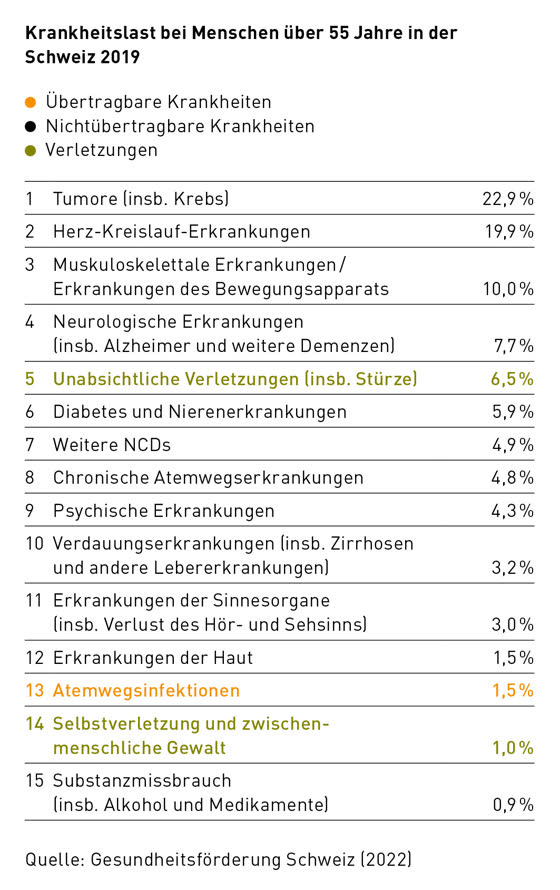 Krankheitslast bei Menschen über 55 Jahre in der
Schweiz 2019
Übertragbare Krankheiten
Nichtübertragbare Krankheiten
Verletzungen
1 Tumore (insb. Krebs) 22,9 %
2 Herz-Kreislauf-Erkrankungen 19,9 %
3 Muskuloskelettale Erkrankungen /
Erkrankungen des Bewegungsapparats 10,0 %
4 Neurologische Erkrankungen
(insb. Alzheimer und weitere Demenzen) 7,7 %
5 Unabsichtliche Verletzungen (insb. Stürze) 6,5 %
6 Diabetes und Nierenerkrankungen 5,9 %
7 Weitere NCDs 4,9 %
8 Chronische Atemwegserkrankungen 4,8 %
9 Psychische Erkrankungen 4,3 %
10 Verdauungserkrankungen (insb. Zirrhosen
und andere Lebererkrankungen) 3,2 %
11 Erkrankungen der Sinnesorgane
(insb. Verlust des Hör- und Sehsinns) 3,0 %
12 Erkrankungen der Haut 1,5 %
13 Atemwegsinfektionen 1,5 %
14 Selbstverletzung und zwischen-
menschliche Gewalt 1,0 %
15 Substanzmissbrauch
(insb. Alkohol und Medikamente) 0,9 %
Quelle: Gesundheitsförderung Schweiz (2022)